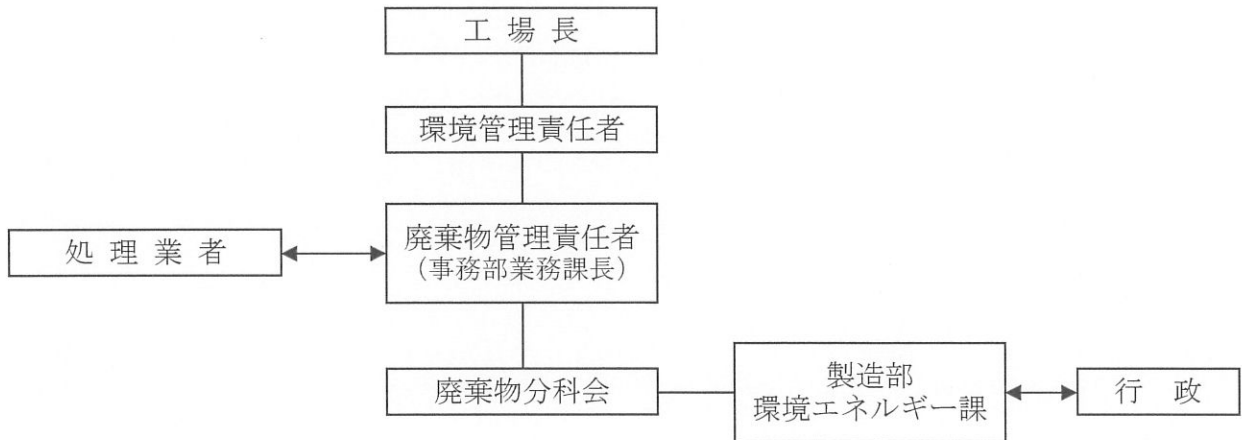 工 場 長
環境管理責任者
処 理 業 者
廃棄物管理責任者
（事務部業務課長）
廃棄物分科会
製造部
環境エネルギー課
行 政